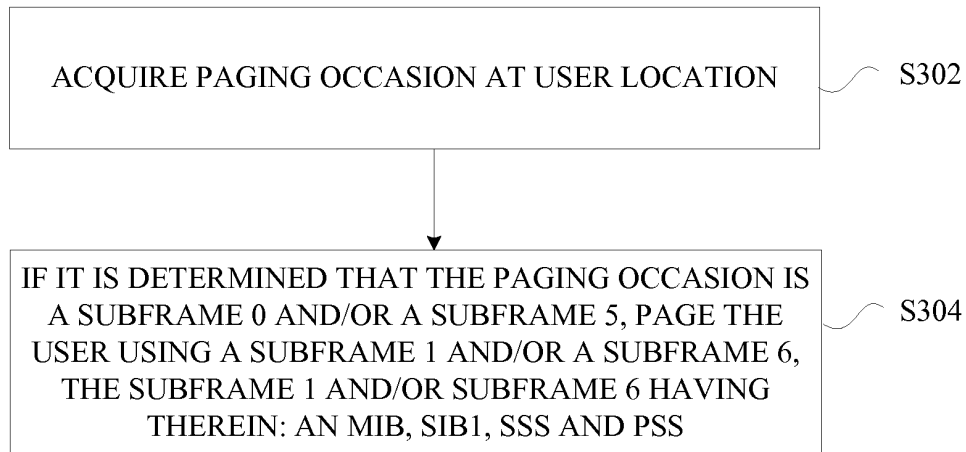 ACQUIRE PAGING OCCASION AT USER LOCATION
S302
IF IT IS DETERMINED THAT THE PAGING OCCASION IS
A SUBFRAME 0 AND/OR A SUBFRAME 5, PAGE THE
USER USING A SUBFRAME 1 AND/OR A SUBFRAME 6,
THE SUBFRAME 1 AND/OR SUBFRAME 6 HAVING
THEREIN: AN MIB, SIB1, SSS AND PSS
S304